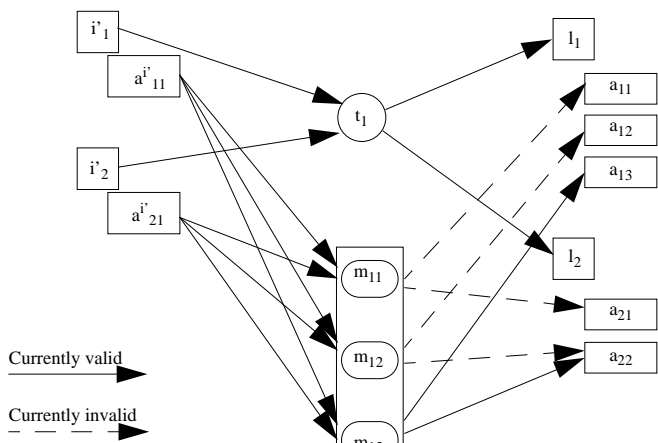 i'1
a^i'11
t1
l1
a11
a12
a13
i'2
a^i'21
l2
m11
a21
m12
a22
Currently valid
Currently invalid